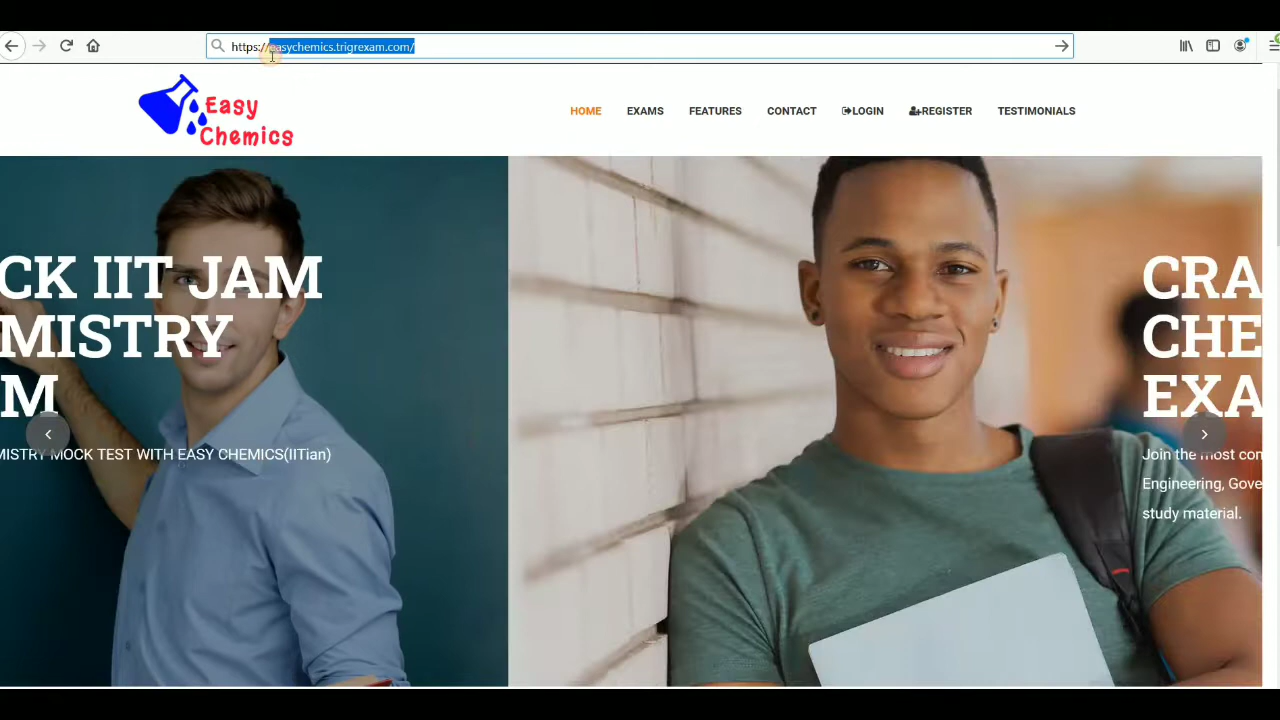 https://easychemics.trigrexam.com/
Easy
Chemics
HOME EXAMS FEATURES CONTACT LOGIN REGISTER TESTIMONIALS
CK IIT JAM
MISTRY
M
MISTRY MOCK TEST WITH EASY CHEMICS(IITian)
CRA
CHE
EXA
Join the most con
Engineering, Gove
study material.